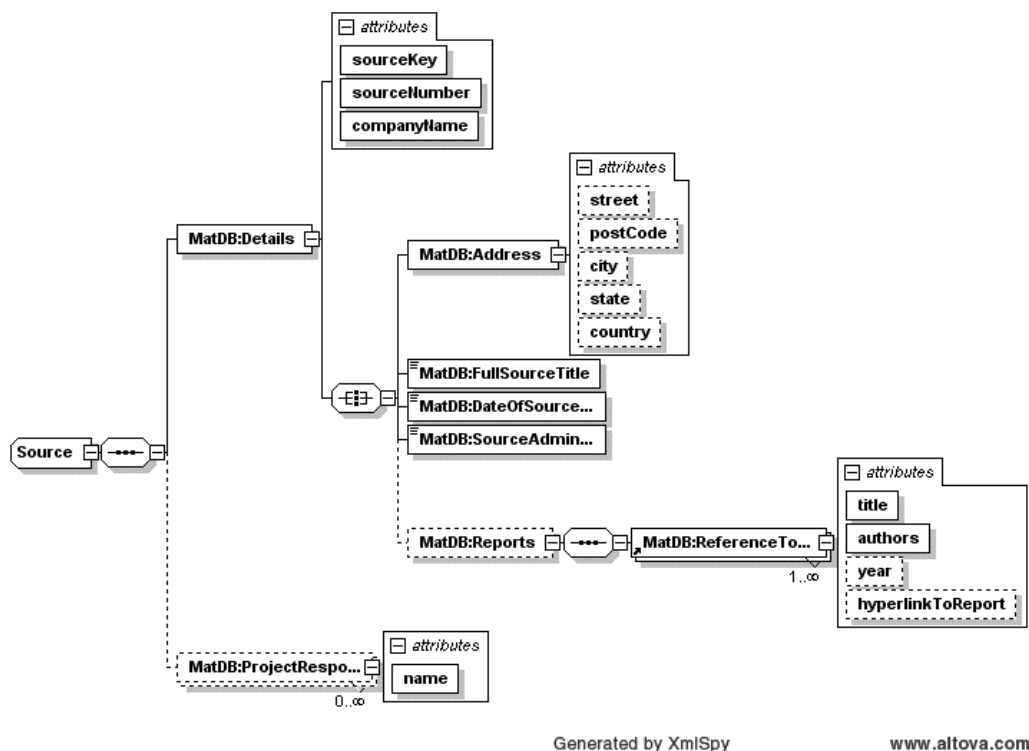 attributes
sourceKey
sourceNumber
companyName
attributes
street
postCode
city
state
country
MatDB:Details
MatDB:Address
MatDB:FullSourceTitle
MatDB:DateOfSource...
MatDB:SourceAdmin...
Source
attributes
title
authors
year
hyperlinkToReport
MatDB:Reports
MatDB:ReferenceTo...
1..∞
MatDB:ProjectRespo...
0..∞
attributes
name
Generated by XmlSpy
www.altova.com